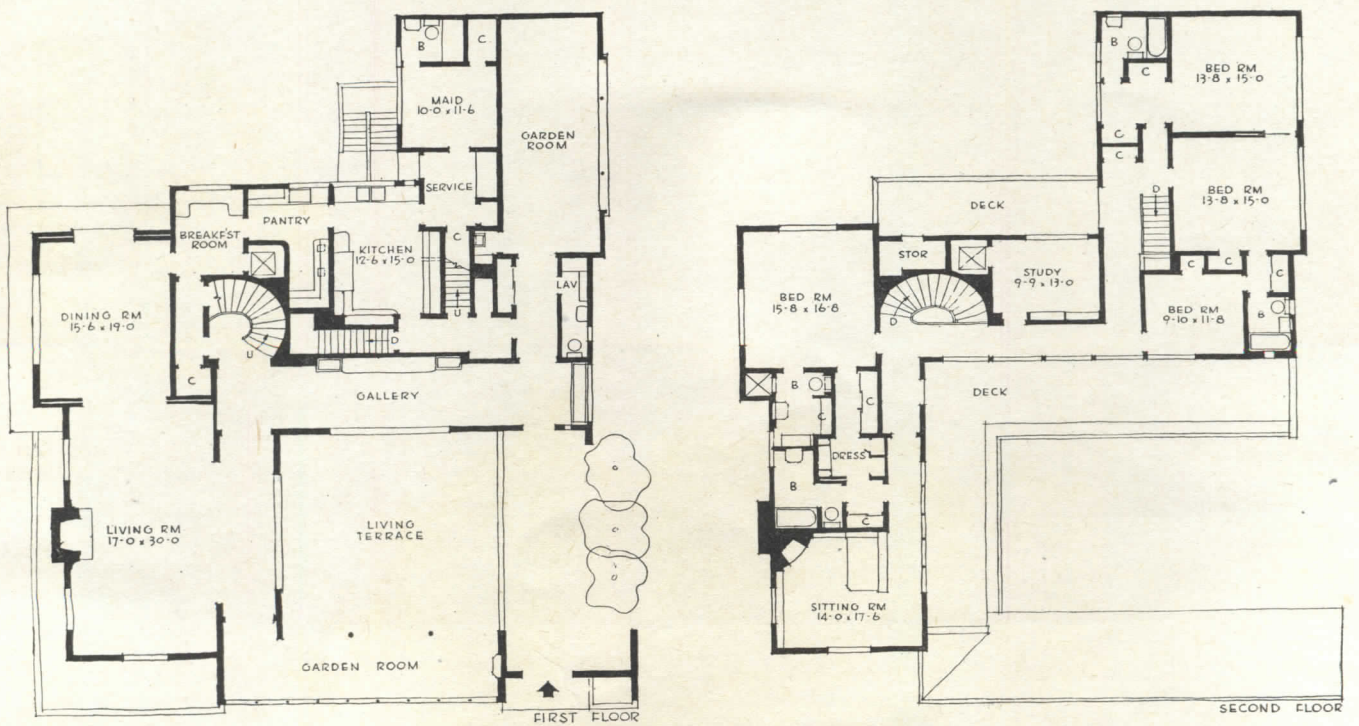 B
C
MAID
10-0 x 11-6
GARDEN
ROOM
SERVICE
PANTRY
BREAKF'ST
ROOM
C
KITCHEN
12-6 x 15-0
LAV
DINING RM
15-6 x 19-0
U
U
D
C
GALLERY
LIVING RM
17-0 x 30-0
LIVING
TERRACE
GARDEN ROOM
FIRST FLOOR
B
C
BED RM
13-8 x 15-0
C
C
D
BED RM
13-8 x 15-0
DECK
STOR
STUDY
9-9 x 13-0
C
C
C
BED RM
15-8 x 16-8
D
BED RM
9-10 x 11-8
B
DECK
B
C
C
DRESS
B
C
SITTING RM
14-0 x 17-6
SECOND FLOOR